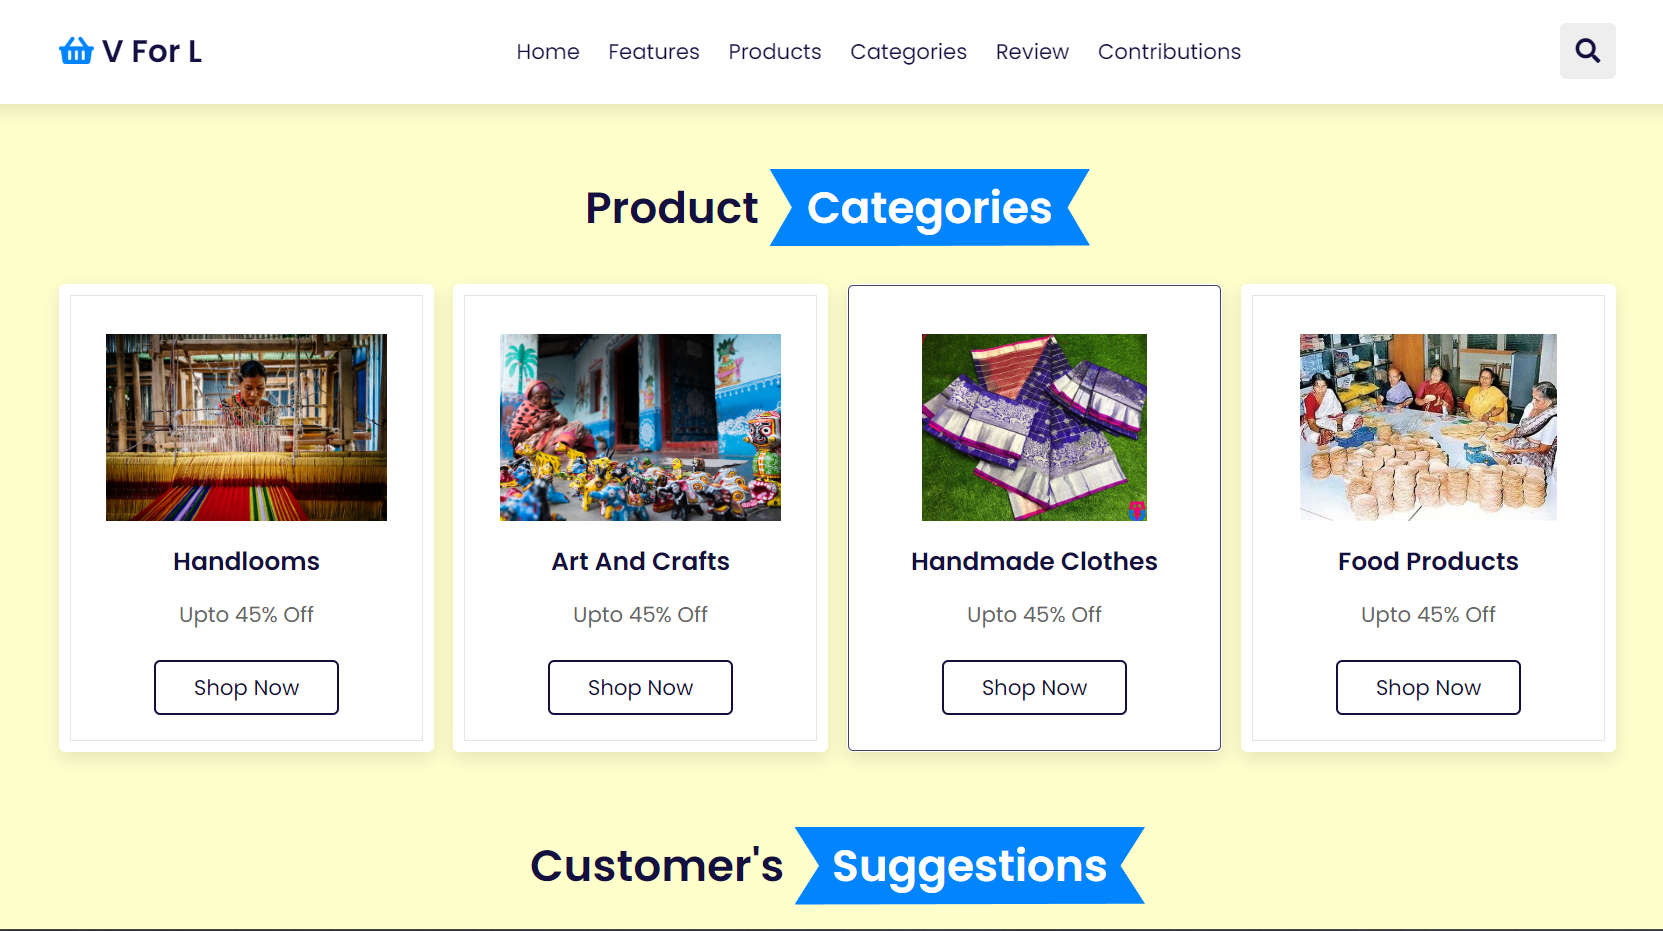 V For L
Home Features Products Categories Review Contributions
Product Categories
Handlooms
Upto 45% Off
Shop Now
Art And Crafts
Upto 45% Off
Shop Now
Handmade Clothes
Upto 45% Off
Shop Now
Food Products
Upto 45% Off
Shop Now
Customer's Suggestions